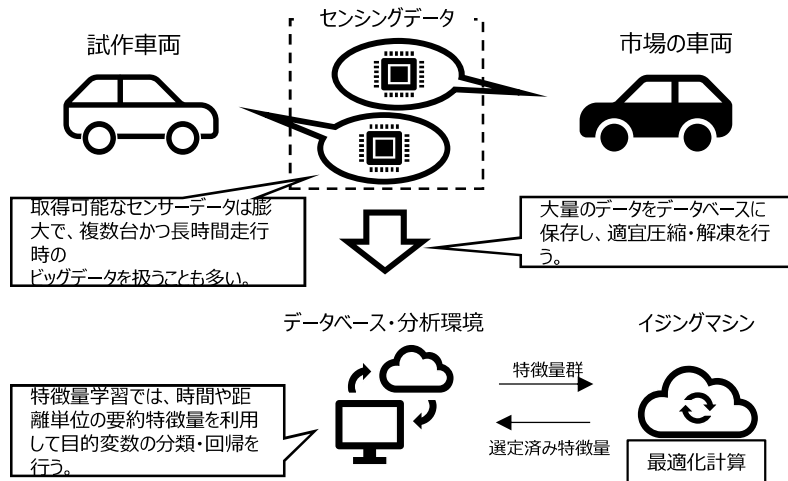 センシングデータ
試作車両
市場の車両
取得可能なセンサーデータは膨
大で、複数台かつ長時間走行
時の
ビッグデータを扱うことも多い。
大量のデータをデータベースに
保存し、適宜圧縮・解凍を行
う。
データベース・分析環境
イジングマシン
特徴量群
特徴量学習では、時間や距
離単位の要約特徴量を利用
して目的変数の分類・回帰を
行う。
選定済み特徴量
最適化計算